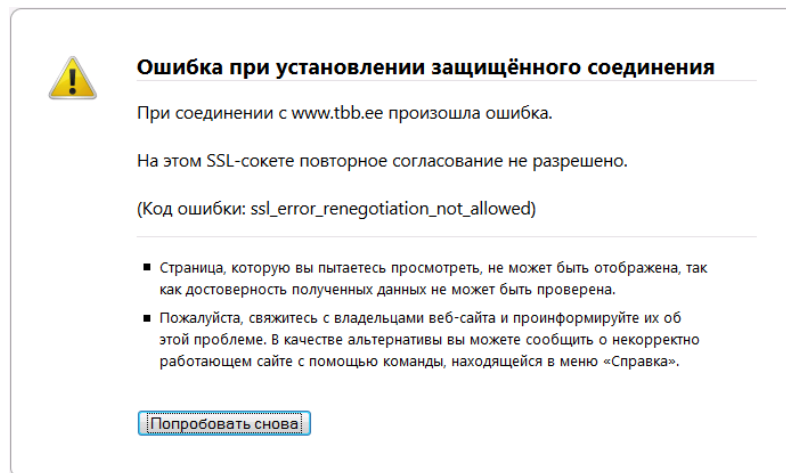 Ошибка при установлении защищённого соединения
При соединении с www.tbb.ee произошла ошибка.
На этом SSL-сокете повторное согласование не разрешено.
(Код ошибки: ssl_error_renegotiation_not_allowed)
Страница, которую вы пытаетесь просмотреть, не может быть отображена, так
как достоверность полученных данных не может быть проверена.
Пожалуйста, свяжитесь с владельцами веб-сайта и проинформируйте их об
этой проблеме. В качестве альтернативы вы можете сообщить о некорректно
работающем сайте с помощью команды, находящейся в меню «Справка».
Попробовать снова